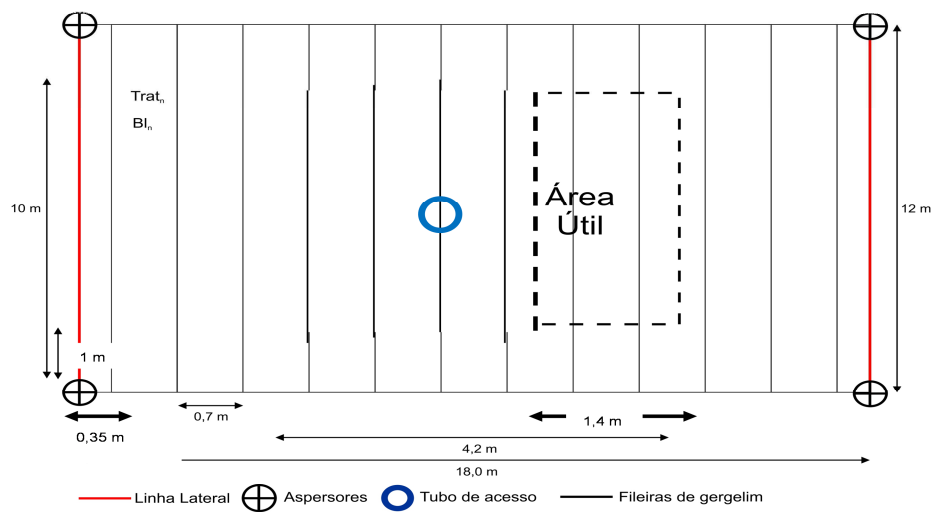 Trat n
Bl n
Área
Útil
10 m
12 m
1 m
0,35 m
0,7 m
1,4 m
4,2 m
18,0 m
Linha Lateral
Aspersores
Tubo de acesso
Fileiras de gergelim